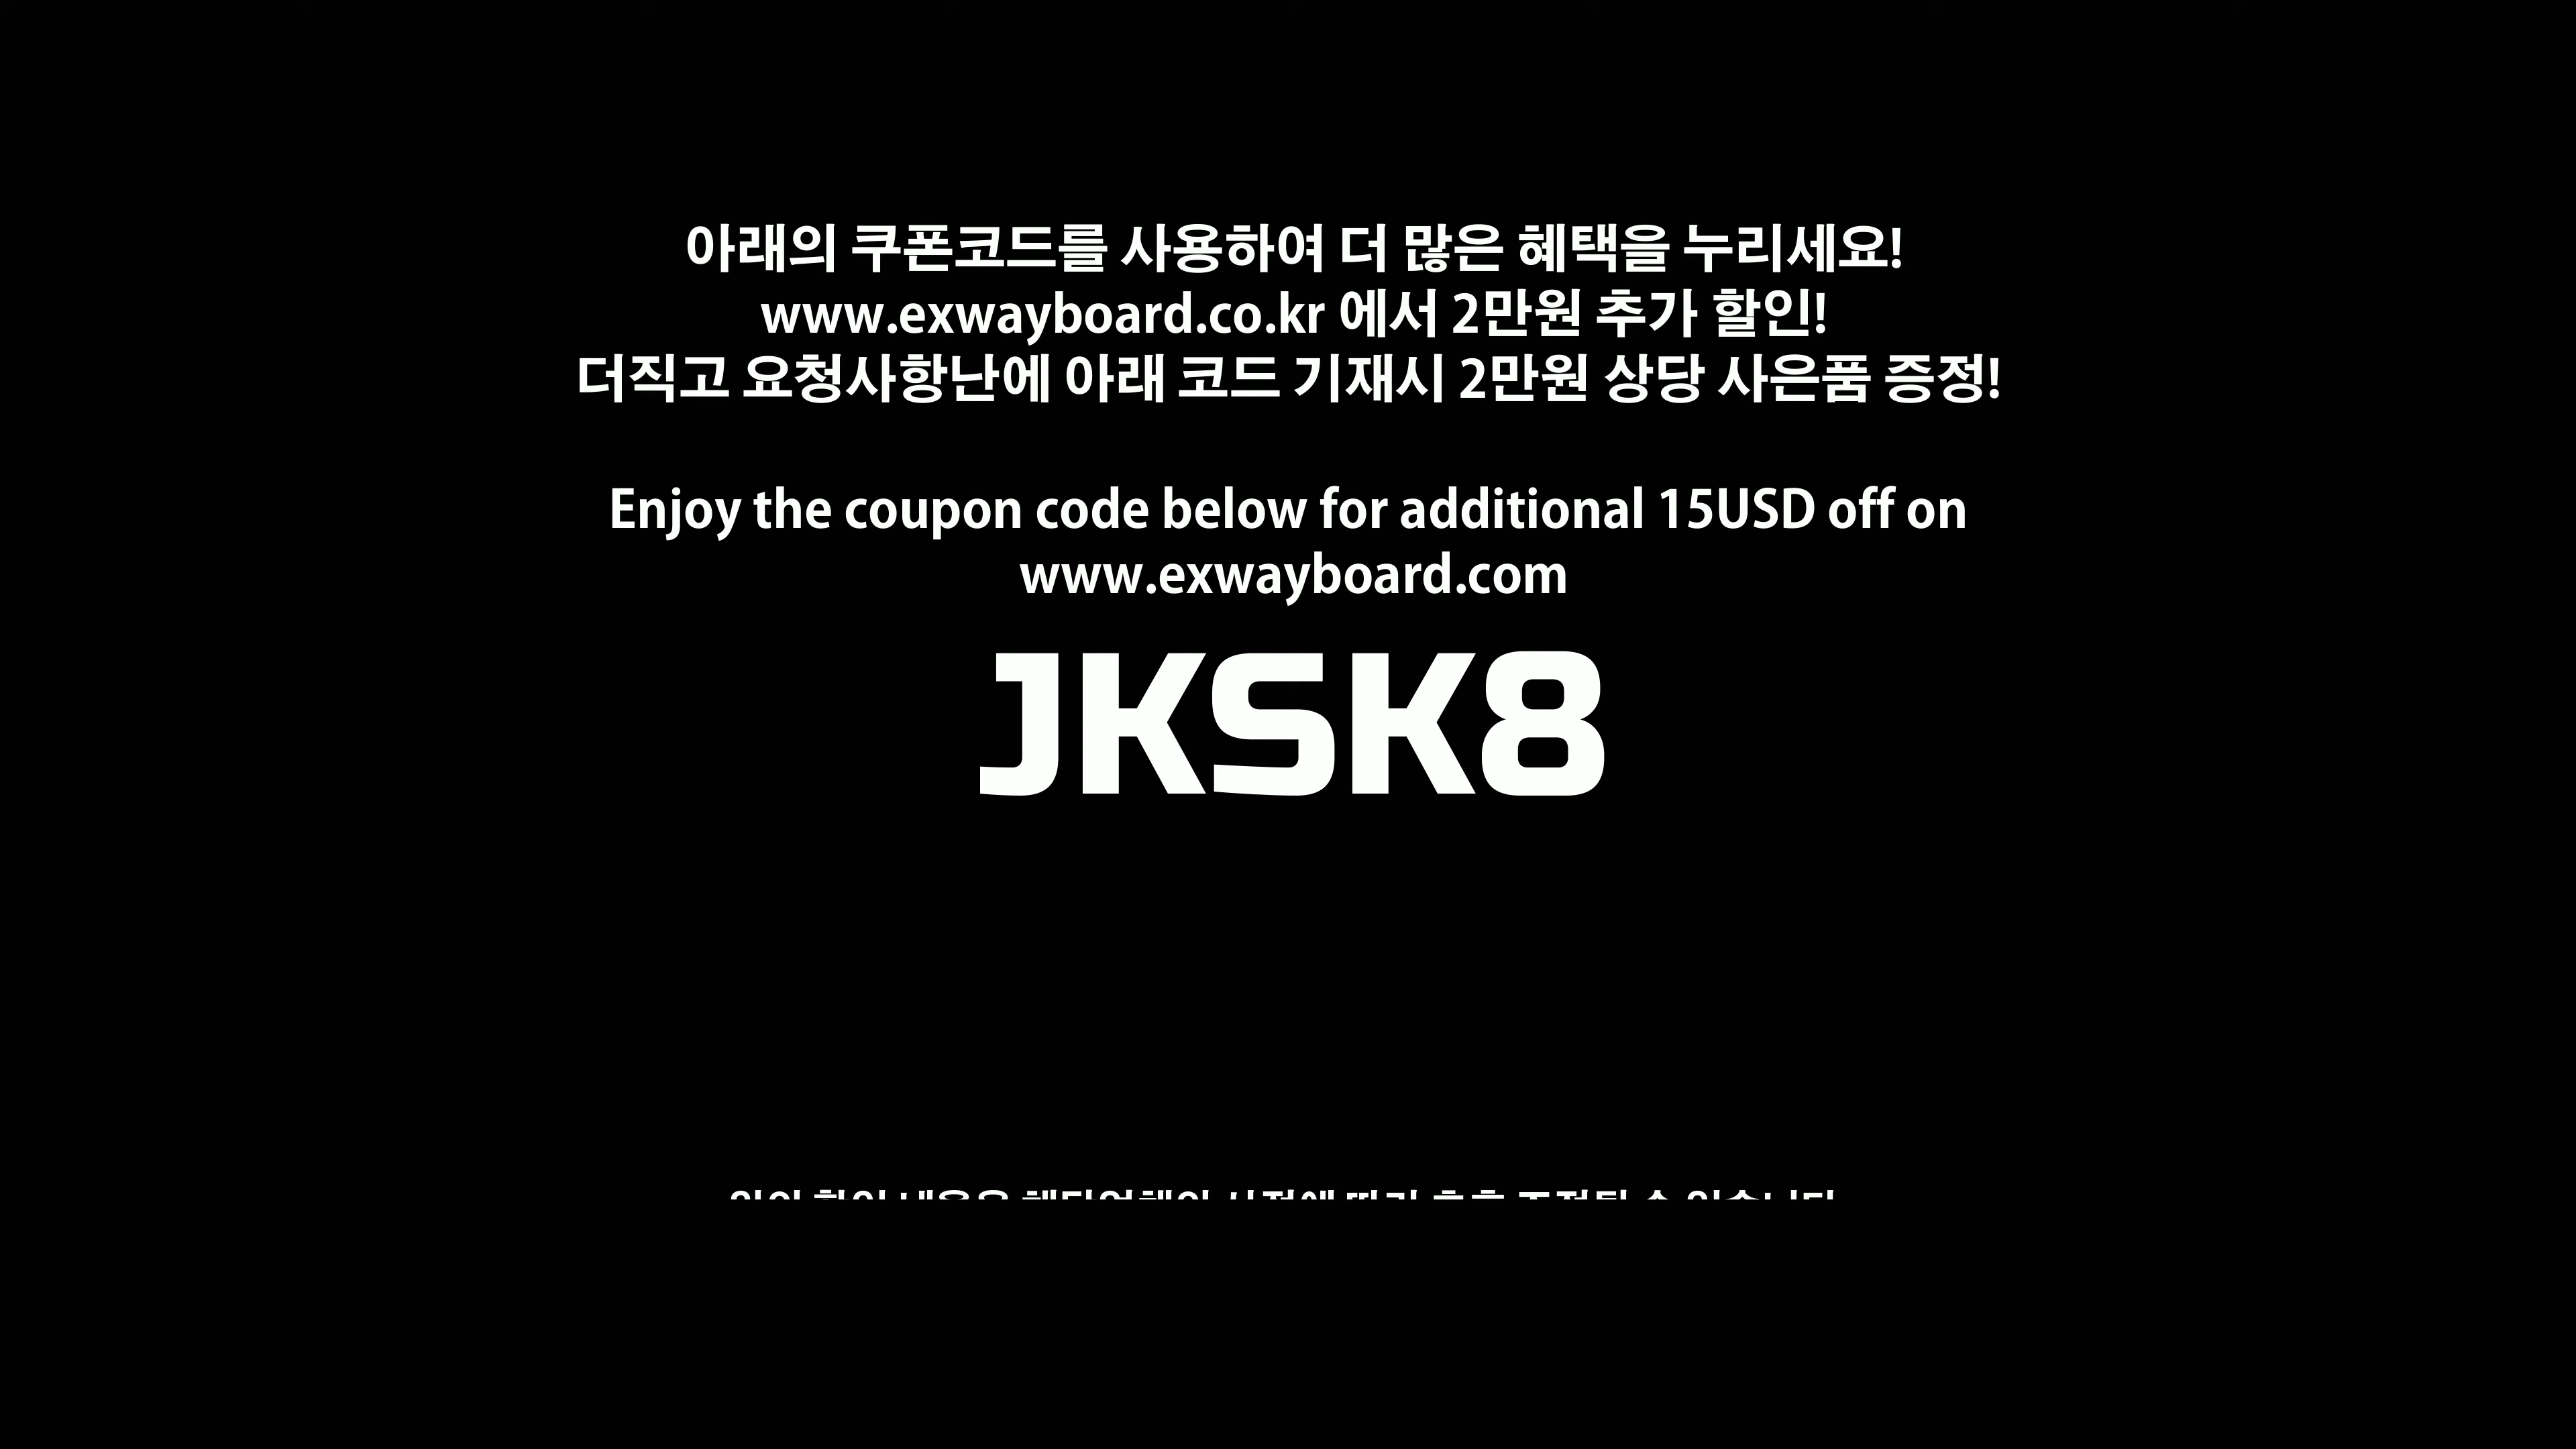 아래의 쿠폰코드를 사용하여 더 많은 혜택을 누리세요!
www.exwayboard.co.kr 에서 2만원 추가 할인!
더직고 요청사항난에 아래 코드 기재시 2만원 상당 사은품 증정!
Enjoy the coupon code below for additional 15USD off on
www.exwayboard.com
JKSK8